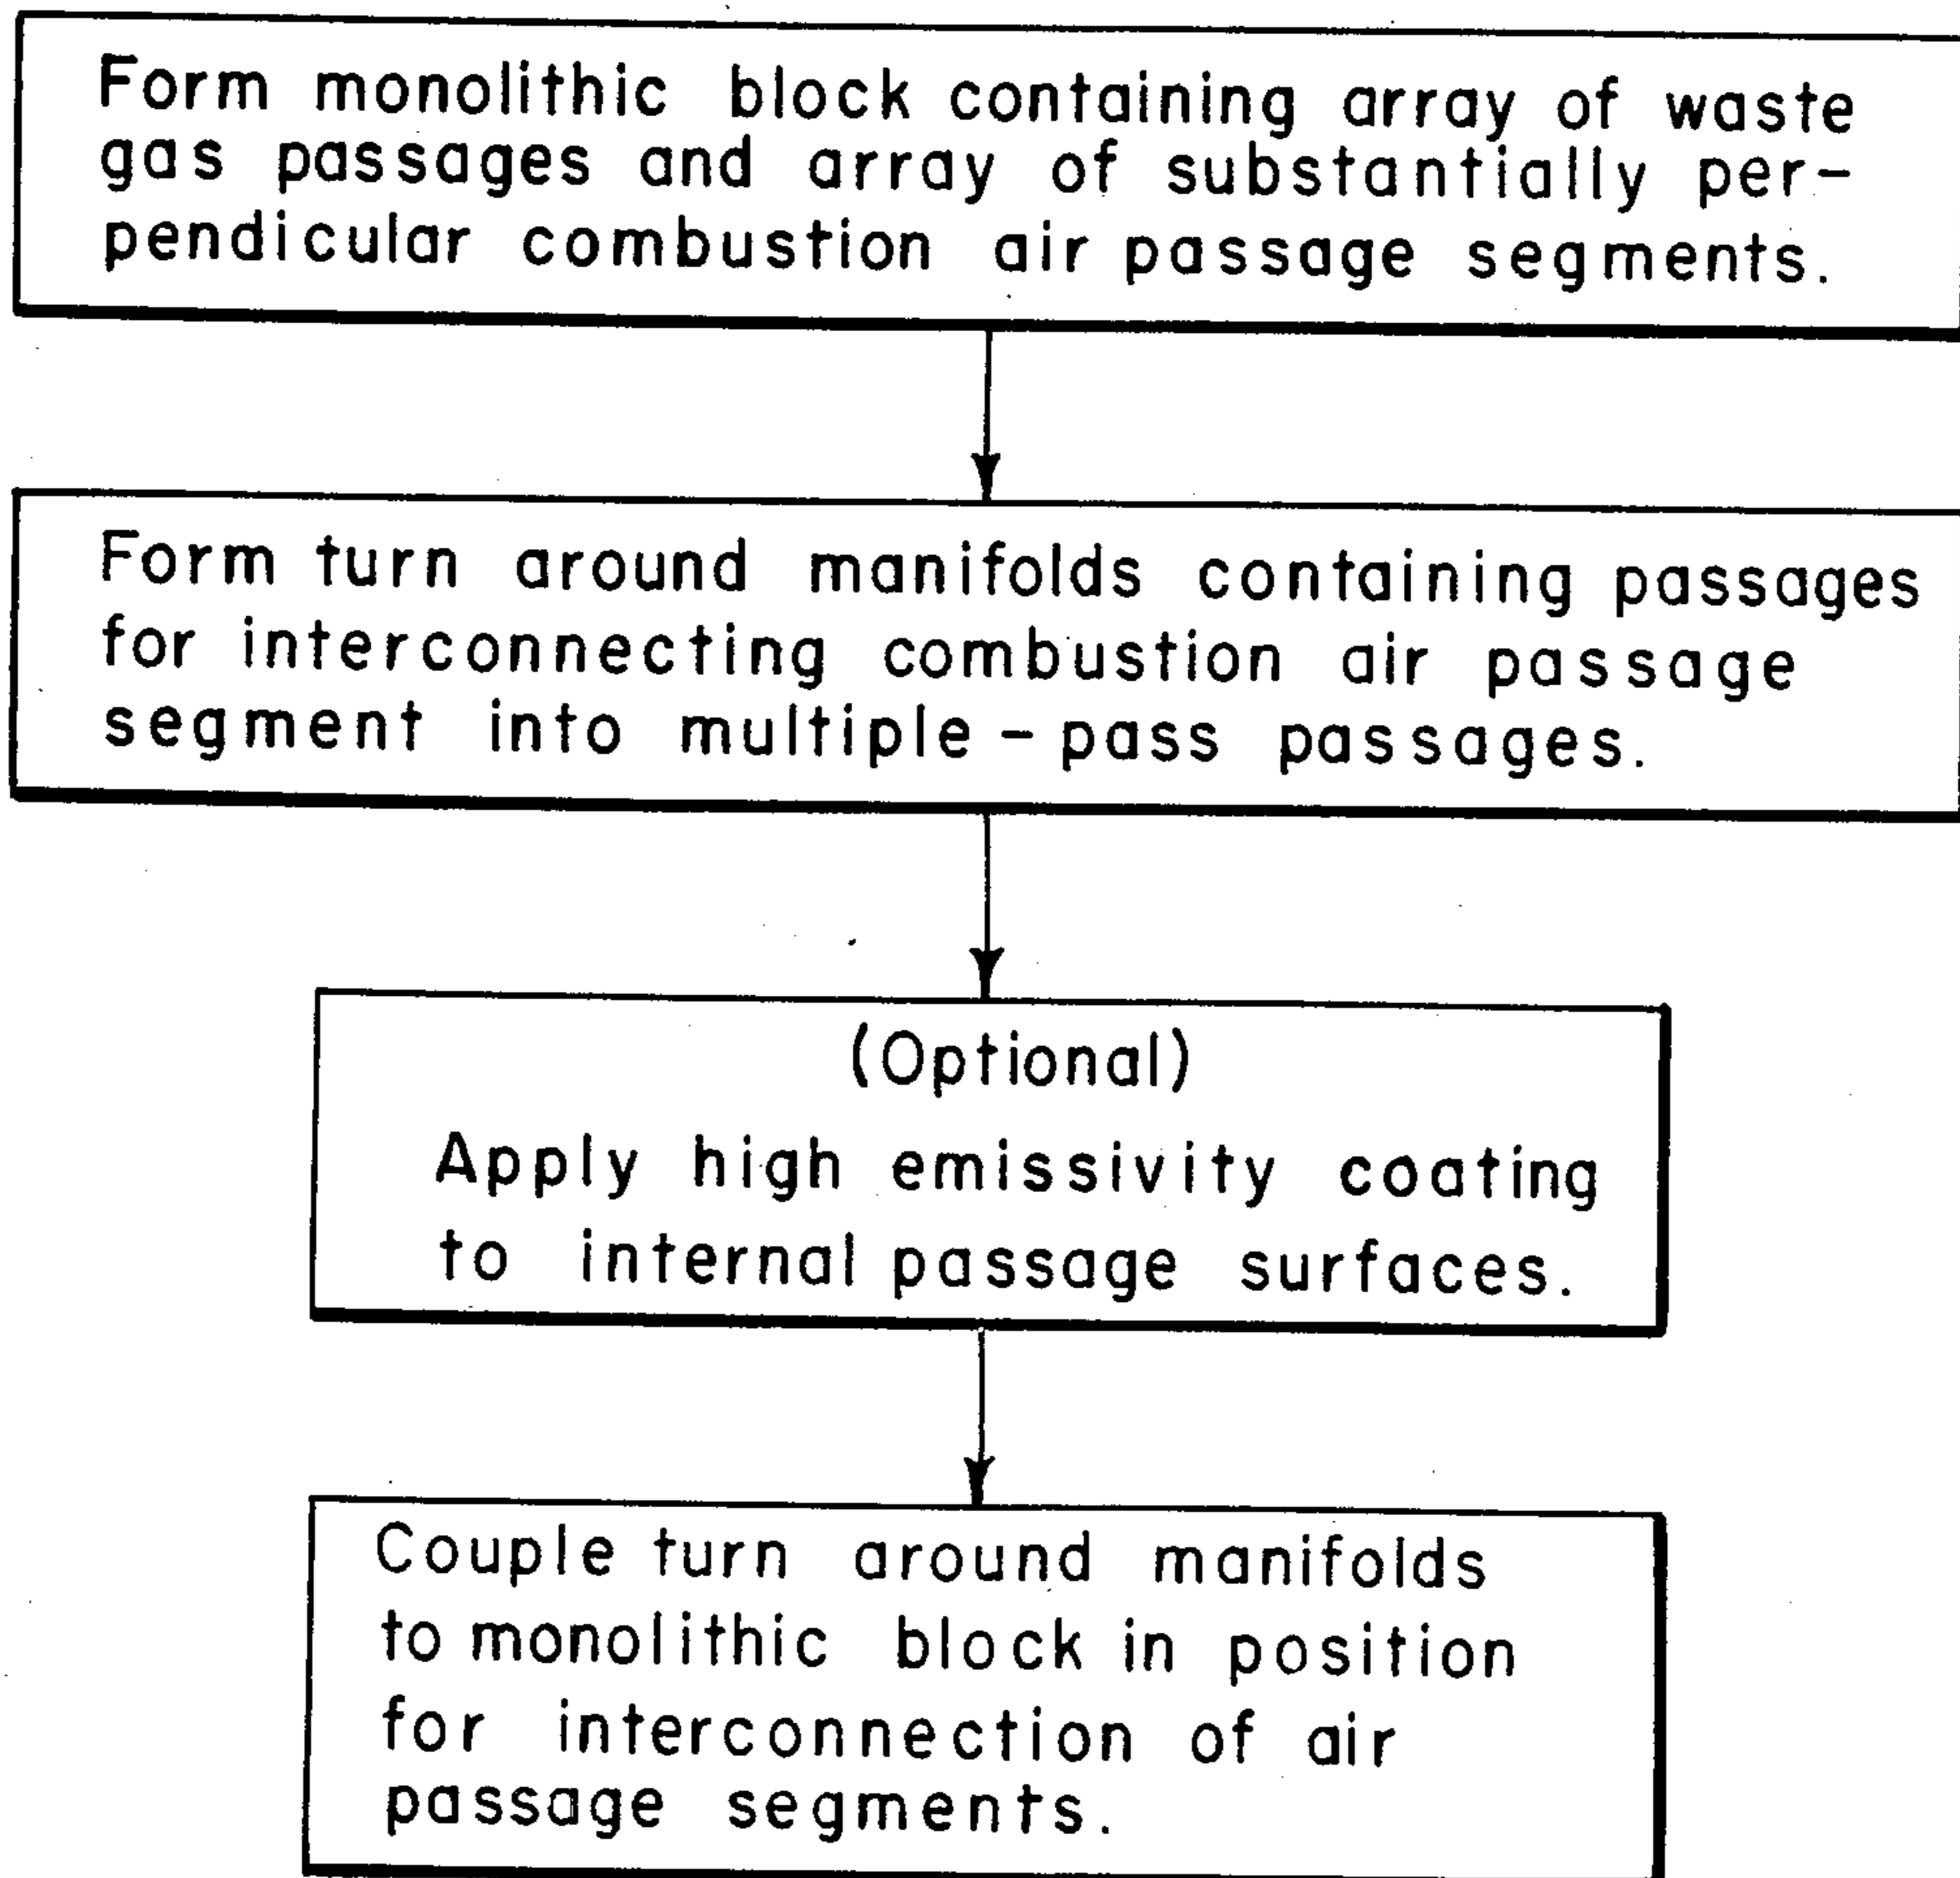 Form monolithic block containing array of waste
gas passages and array of substantially per-
pendicular combustion air passage segments.
Form turn around manifolds containing passages
for interconnecting combustion air passage
segment into multiple - pass passages.
(Optional)
Apply high emissivity coating
to internal passage surfaces.
Couple turn around manifolds
to monolithic block in position
for interconnection of air
passage segments.